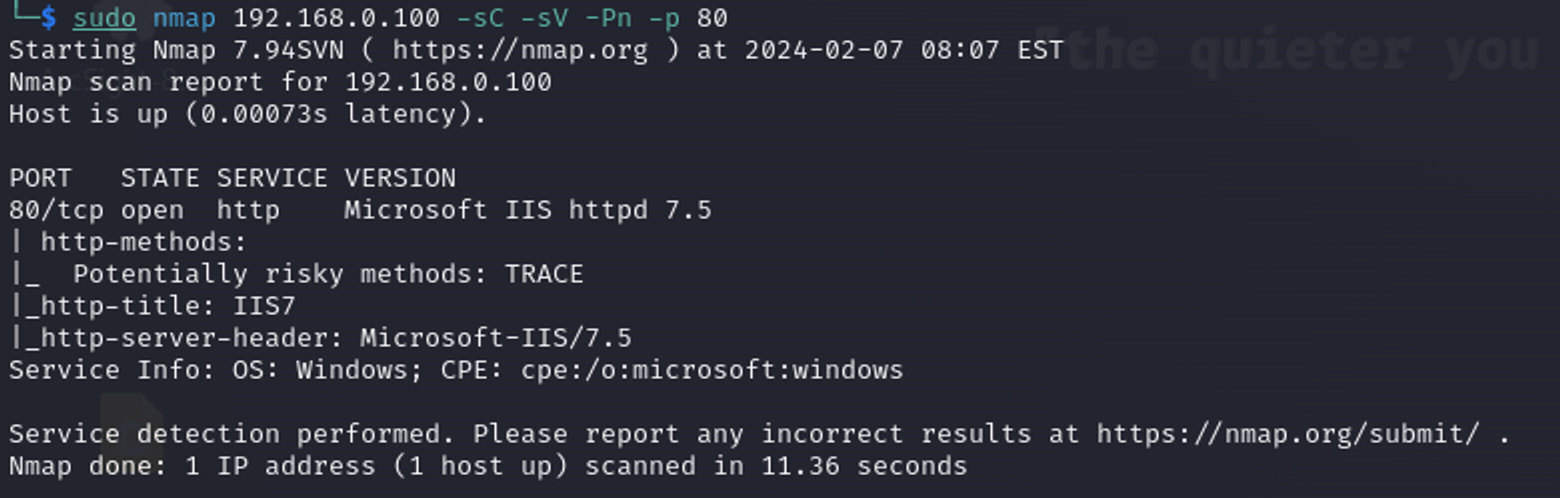 └─$ sudo nmap 192.168.0.100 -sC -sV -Pn -p 80
Starting Nmap 7.94SVN ( https://nmap.org ) at 2024-02-07 08:07 EST
"the quieter you
Nmap scan report for 192.168.0.100
Host is up (0.00073s latency).

PORT   STATE SERVICE VERSION
80/tcp open  http    Microsoft IIS httpd 7.5
| http-methods:
|_  Potentially risky methods: TRACE
|_http-title: IIS7
|_http-server-header: Microsoft-IIS/7.5
Service Info: OS: Windows; CPE: cpe:/o:microsoft:windows

Service detection performed. Please report any incorrect results at https://nmap.org/submit/ .
Nmap done: 1 IP address (1 host up) scanned in 11.36 seconds